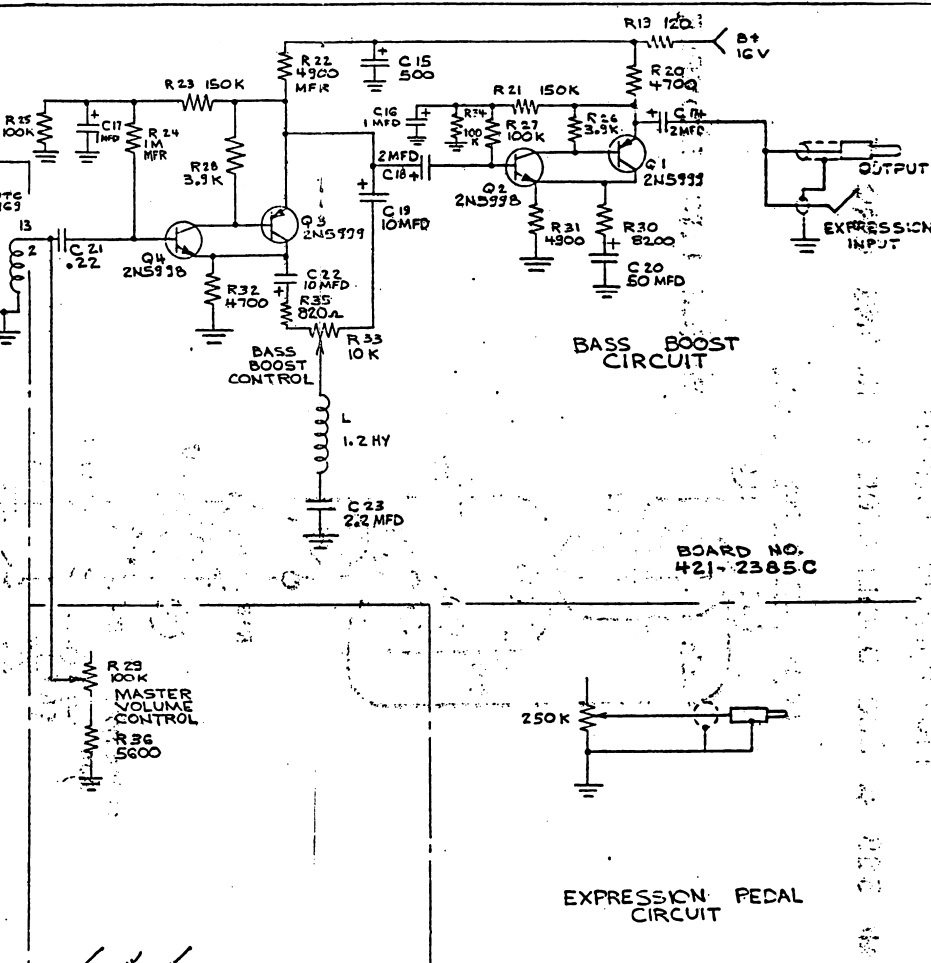 R13 120
B+
16V
R22
4900
MFR
C15
500
R20
4700
R23 150K
R21 150K
R25
100K
C17
1MFD
R24
1M
MFR
C16
1MFD
R34
100
K
R27
100K
R26
3.9K
2MFD
R28
3.9K
2MFD
C18
OUTPUT
Q1
2N5999
Q2
2N5998
C19
10MFD
Q3
2N5999
13
2
EXPRESSION
INPUT
C21
.22
Q4
2N5998
R31
4900
R30
8200
C22
10MFD
C20
50 MFD
R32
4700
R35
820Ω
R33
10K
BASS
BOOST
CONTROL
BASS BOOST
CIRCUIT
L
1.2 HY
C23
2.2 MFD
BOARD NO.
421-2385C
R29
100K
MASTER
VOLUME
CONTROL
R36
5600
250K
EXPRESSION PEDAL
CIRCUIT